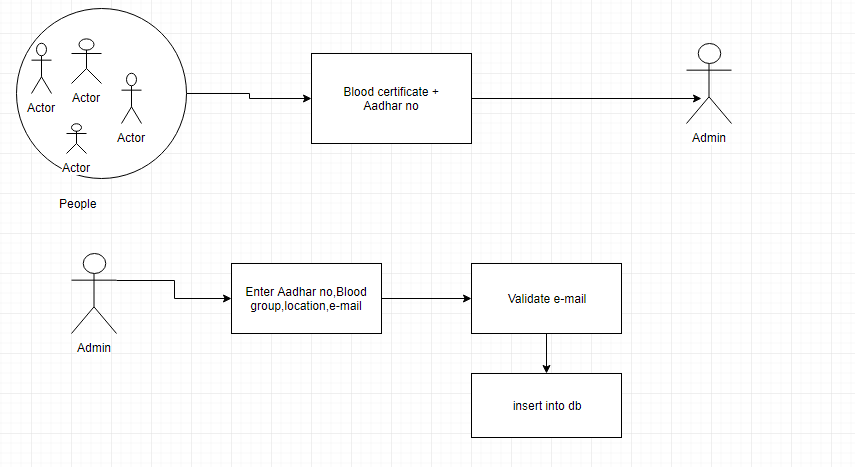 Actor
Actor
Actor
Actor
People
Blood certificate +
Aadhar no
Admin
Admin
Enter Aadhar no,Blood
group,location,e-mail
Validate e-mail
insert into db